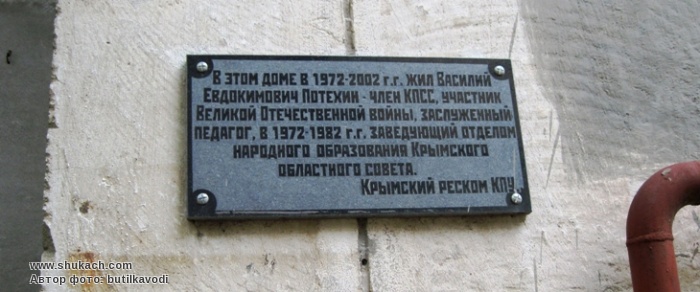 В этом доме в 1972-2002 г.г. жил Василий
Евдокимович Потехин - член КПСС, участник
Великой Отечественной войны, заслуженный
педагог, в 1972-1982 г.г. заведующий отделом
народного образования Крымского
областного совета.
Крымский реском КПУ
www.shukach.com
Автор фото: butilkavodi